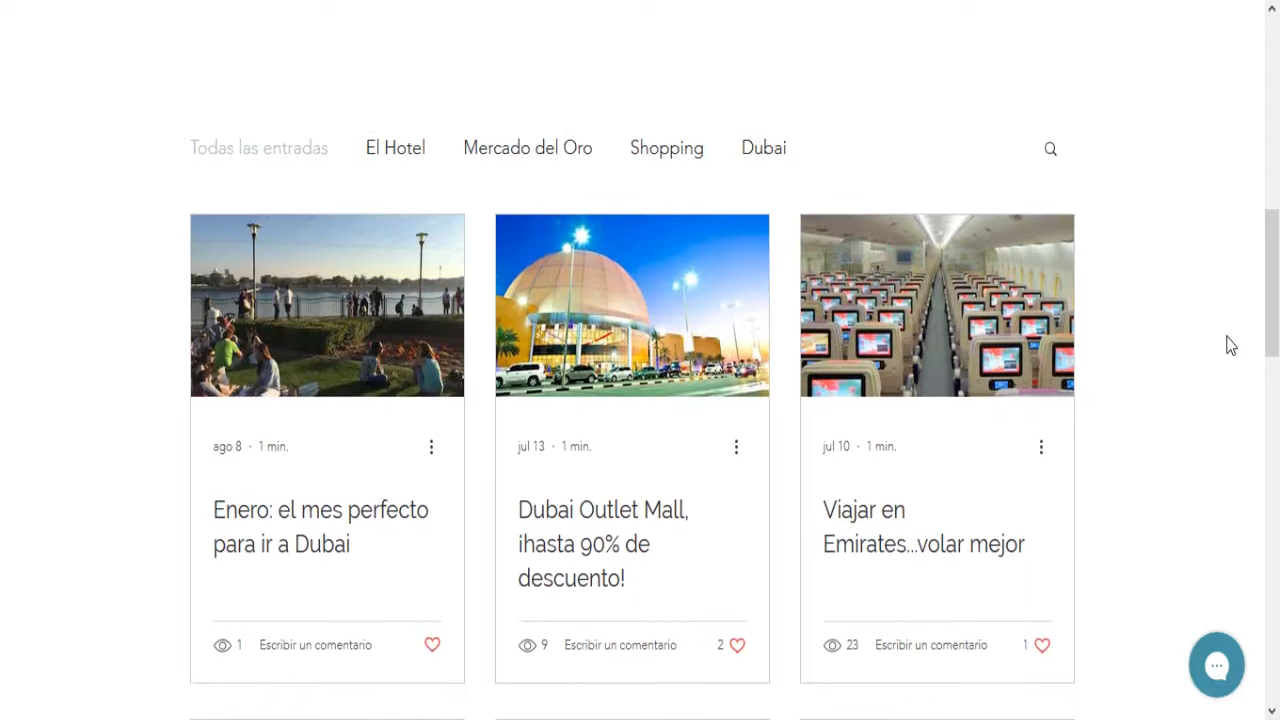 Todas las entradas El Hotel Mercado del Oro Shopping Dubai
ago 8 · 1 min.
Enero: el mes perfecto
para ir a Dubai
1 Escribir un comentario
jul 13 · 1 min.
Dubai Outlet Mall,
¡hasta 90% de
descuento!
9 Escribir un comentario 2
jul 10 · 1 min.
Viajar en
Emirates...volar mejor
23 Escribir un comentario 1